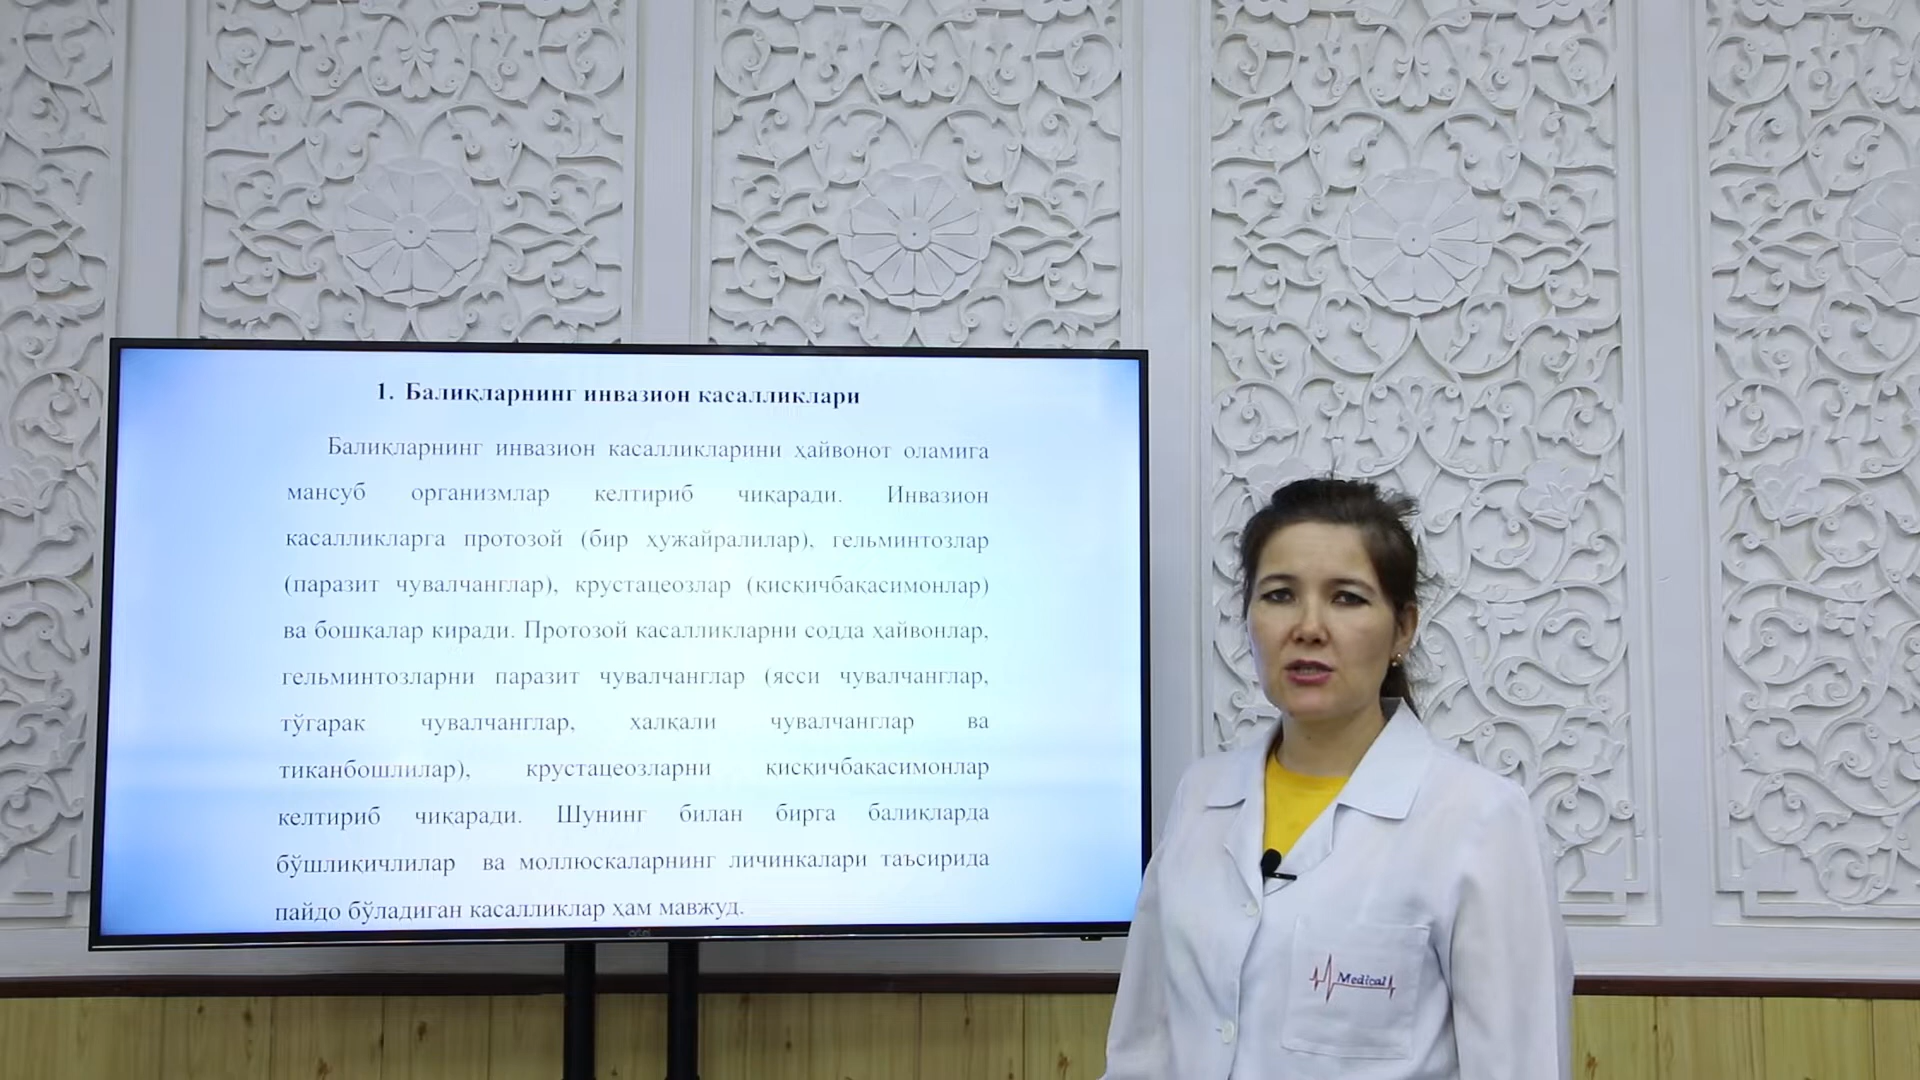 1. Балиқларнинг инвазион касалликлари
Балиқларнинг инвазион касалликларини ҳайвонот оламига
мансуб организмлар келтириб чиқаради. Инвазион
касалликларга протозой (бир ҳужайралилар), гельминтозлар
(паразит чувалчанглар), крустацеозлар (қисқичбақасимонлар)
ва бошқалар киради. Протозой касалликларни содда ҳайвонлар,
гельминтозларни паразит чувалчанглар (ясси чувалчанглар,
тўгарак чувалчанглар, халқали чувалчанглар ва
тиканбошлилар), крустацеозларни қисқичбақасимонлар
келтириб чиқаради. Шунинг билан бирга балиқларда
бўшлиқичлилар ва моллюскаларнинг личинкалари таъсирида
пайдо бўладиган касалликлар ҳам мавжуд.
artel
Medical